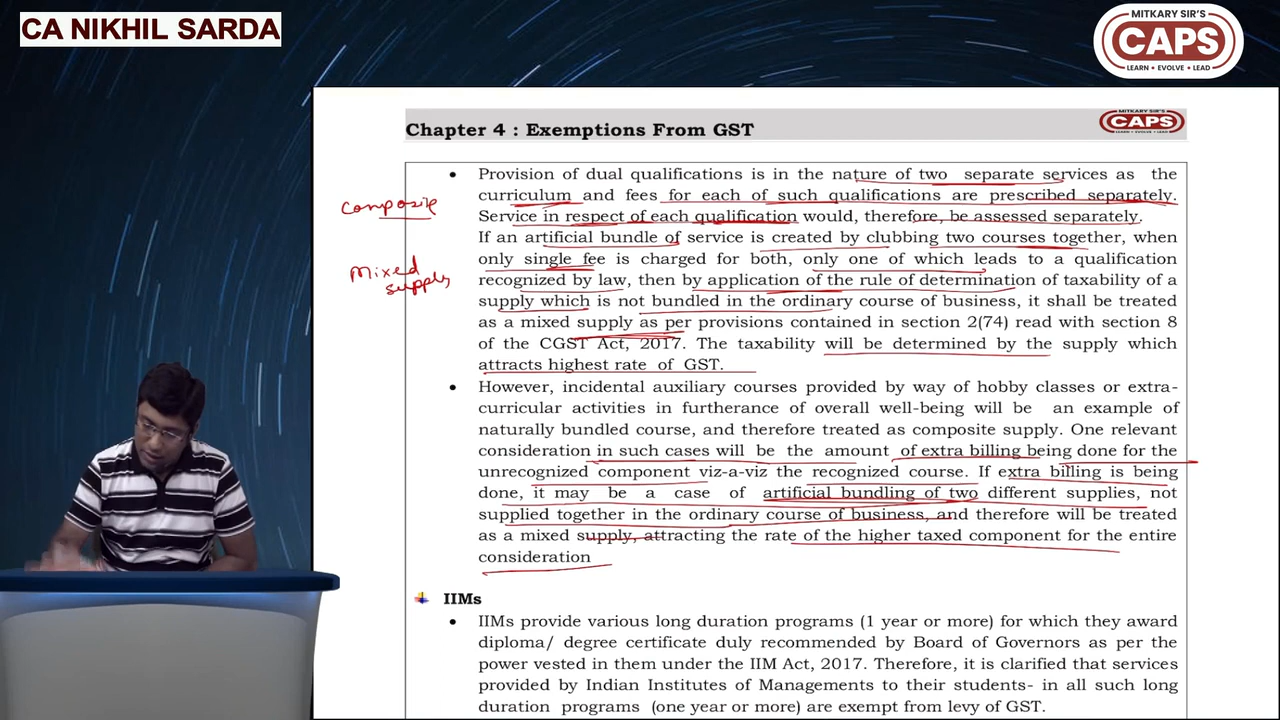 CA NIKHIL SARDA
MITKARY SIR'S
CAPS
LEARN • EVOLVE • LEAD
Chapter 4 : Exemptions From GST
MITKARY SIR'S
CAPS
LEARN • EVOLVE • LEAD
• Provision of dual qualifications is in the nature of two separate services as the
curriculum and fees for each of such qualifications are prescribed separately.
Composite
Service in respect of each qualification would, therefore, be assessed separately.
If an artificial bundle of service is created by clubbing two courses together, when
only single fee is charged for both, only one of which leads to a qualification
Mixed
supply
recognized by law, then by application of the rule of determination of taxability of a
supply which is not bundled in the ordinary course of business, it shall be treated
as a mixed supply as per provisions contained in section 2(74) read with section 8
of the CGST Act, 2017. The taxability will be determined by the supply which
attracts highest rate of GST.
• However, incidental auxiliary courses provided by way of hobby classes or extra-
curricular activities in furtherance of overall well-being will be an example of
naturally bundled course, and therefore treated as composite supply. One relevant
consideration in such cases will be the amount of extra billing being done for the
unrecognized component viz-a-viz the recognized course. If extra billing is being
done, it may be a case of artificial bundling of two different supplies, not
supplied together in the ordinary course of business, and therefore will be treated
as a mixed supply, attracting the rate of the higher taxed component for the entire
consideration
IIMs
• IIMs provide various long duration programs (1 year or more) for which they award
diploma/ degree certificate duly recommended by Board of Governors as per the
power vested in them under the IIM Act, 2017. Therefore, it is clarified that services
provided by Indian Institutes of Managements to their students- in all such long
duration programs (one year or more) are exempt from levy of GST.